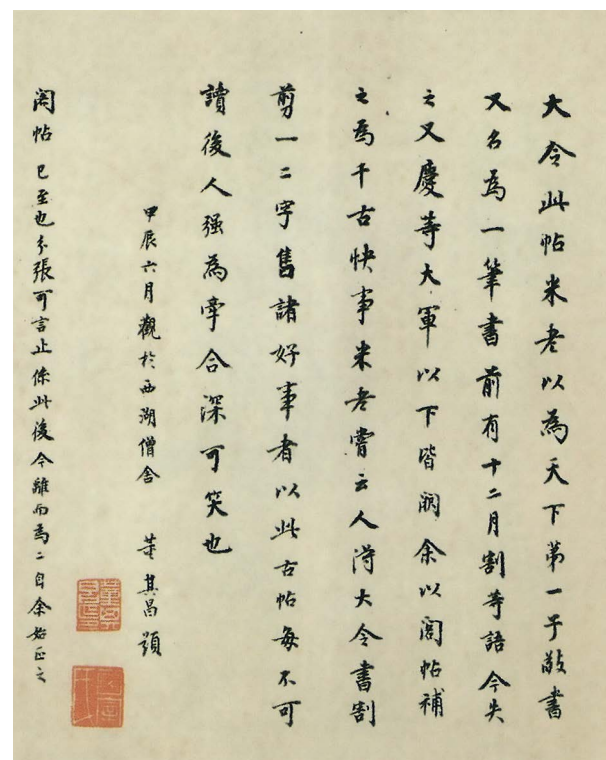 大令此帖米老以為天下第一子敬書
又名為一筆書前有十二月割等語今失
之又慶等大軍以下皆闕余以閣帖補
之為千古快事米老嘗云人得大令書割
剪一二字售諸好事者以此古帖每不可
讀後人强為牽合深可笑也
甲辰六月觀於西湖僧舍 董其昌題
閣帖已至也分張可言止係此後今離而為二自余始正之